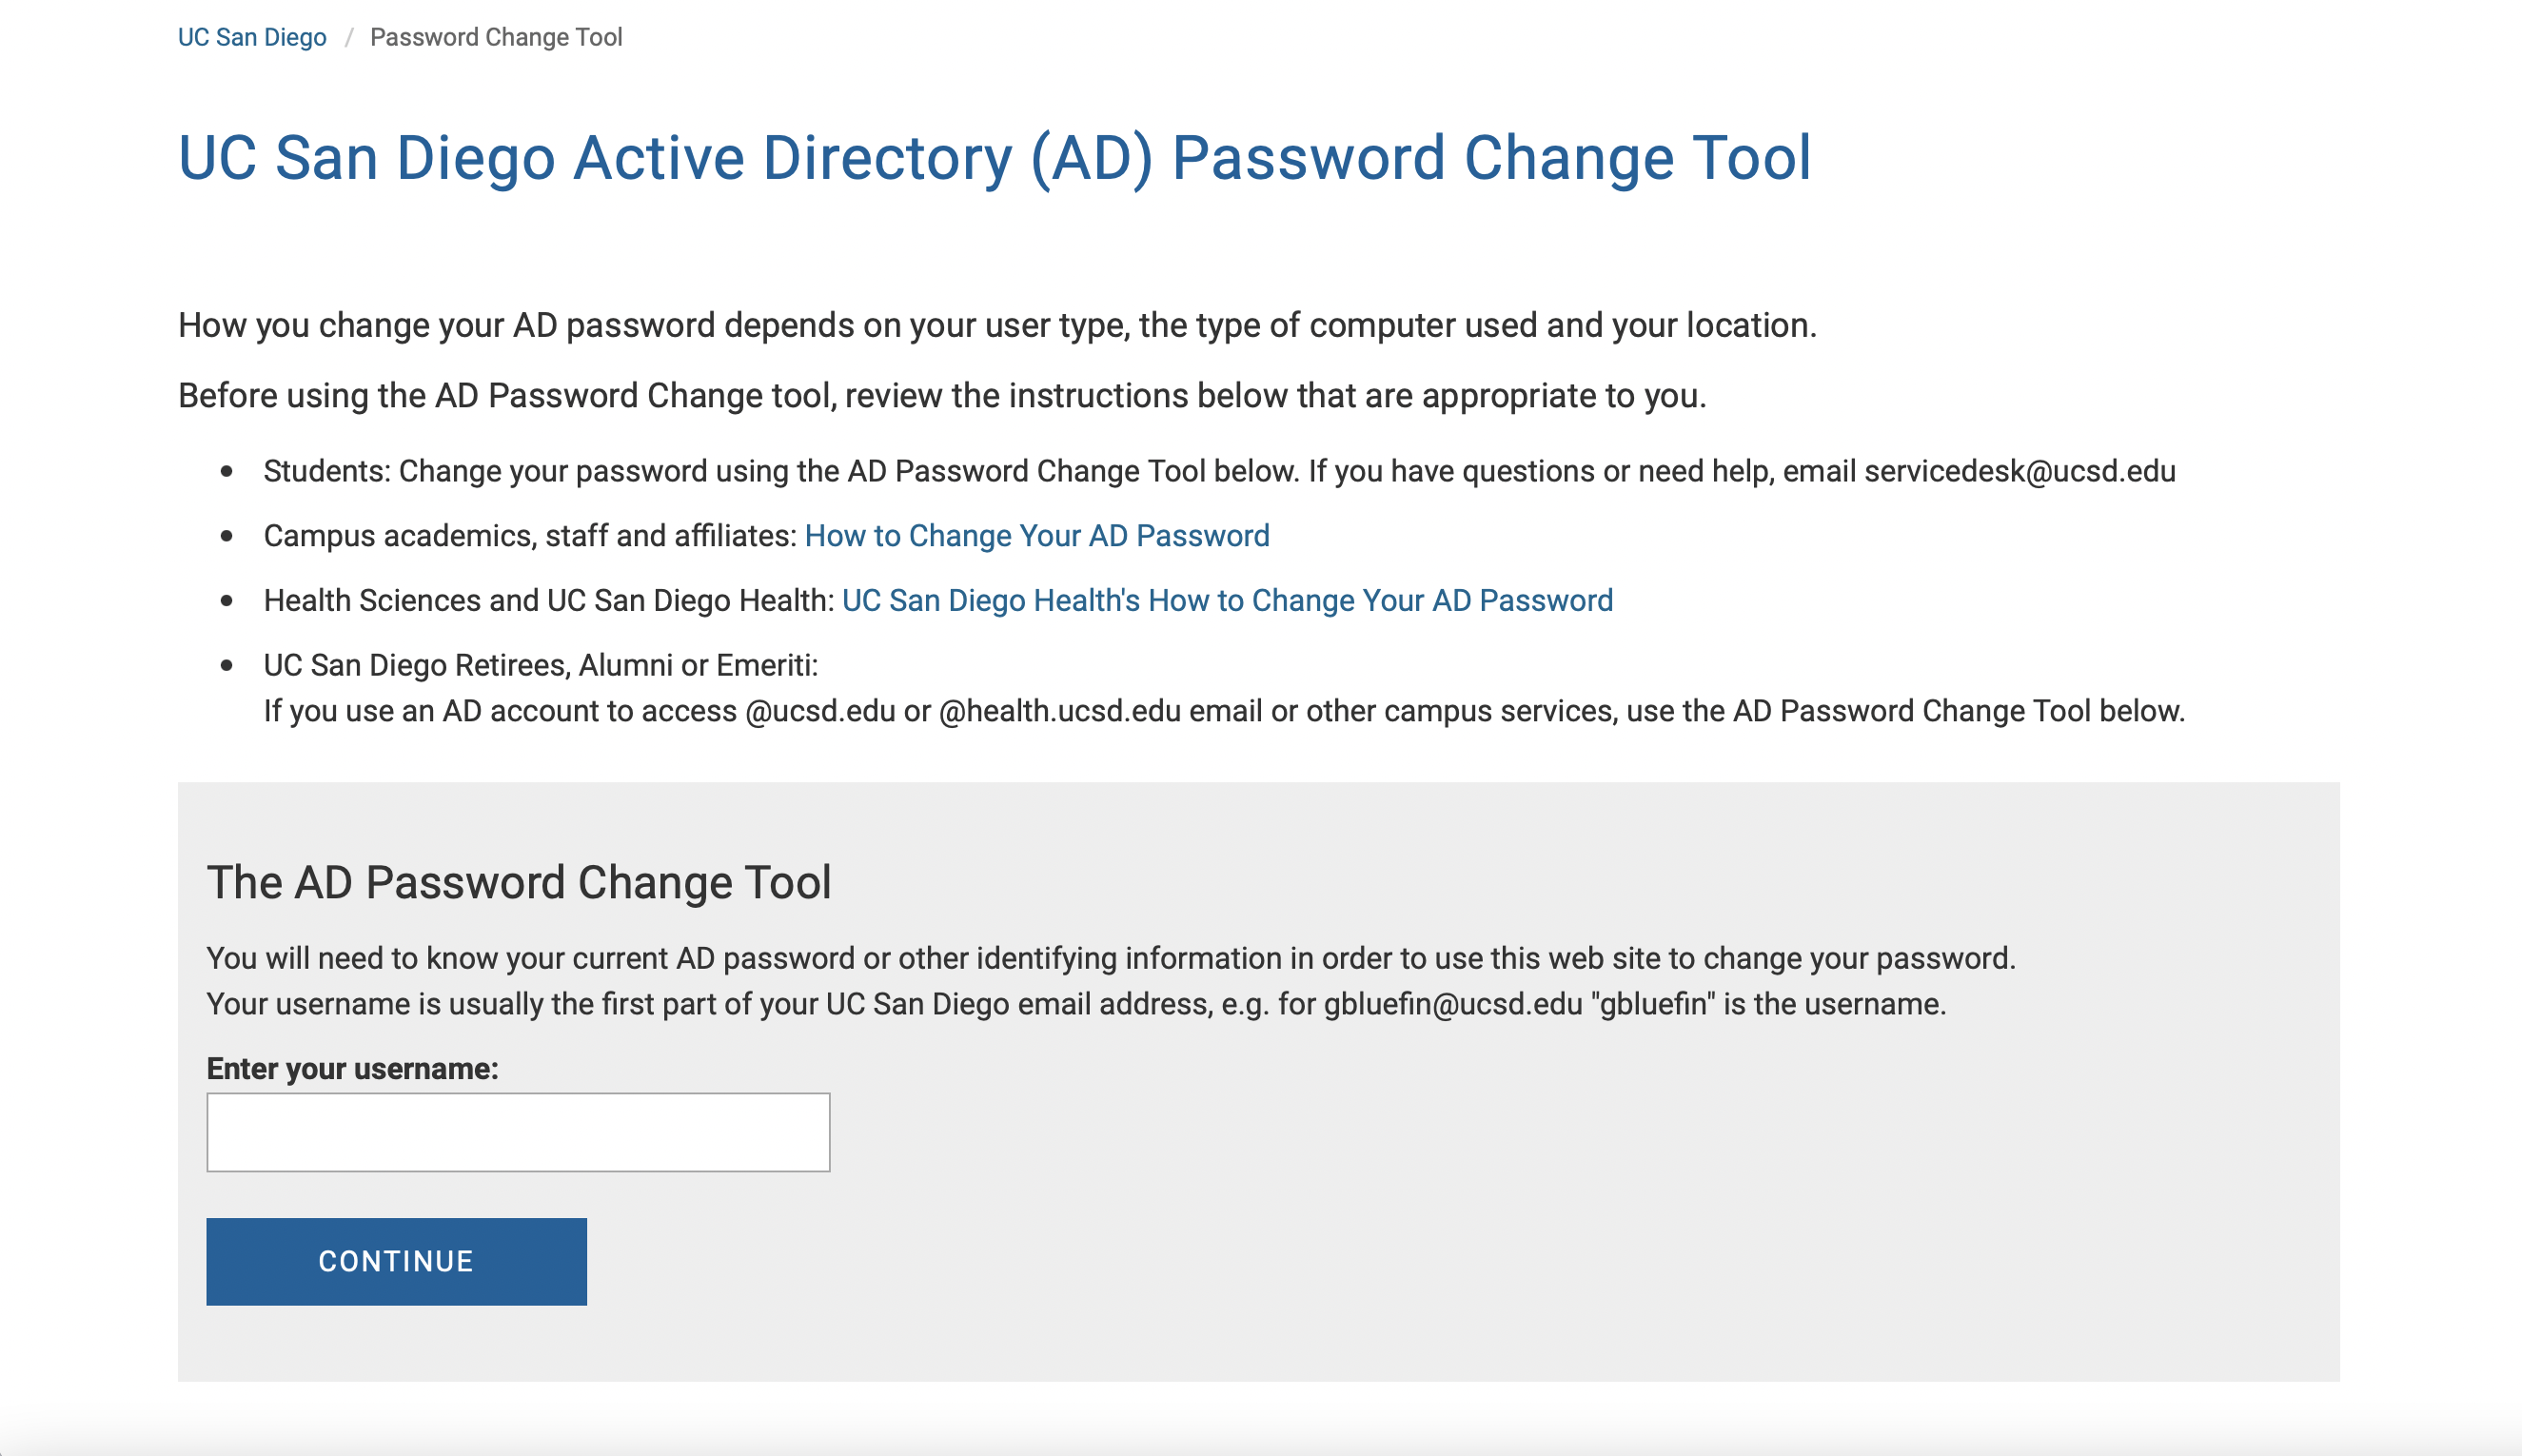 UC San Diego / Password Change Tool
UC San Diego Active Directory (AD) Password Change Tool
How you change your AD password depends on your user type, the type of computer used and your location.
Before using the AD Password Change tool, review the instructions below that are appropriate to you.
• Students: Change your password using the AD Password Change Tool below. If you have questions or need help, email servicedesk@ucsd.edu
• Campus academics, staff and affiliates: How to Change Your AD Password
• Health Sciences and UC San Diego Health: UC San Diego Health's How to Change Your AD Password
• UC San Diego Retirees, Alumni or Emeriti:
If you use an AD account to access @ucsd.edu or @health.ucsd.edu email or other campus services, use the AD Password Change Tool below.
The AD Password Change Tool
You will need to know your current AD password or other identifying information in order to use this web site to change your password.
Your username is usually the first part of your UC San Diego email address, e.g. for gbluefin@ucsd.edu "gbluefin" is the username.
Enter your username:
CONTINUE